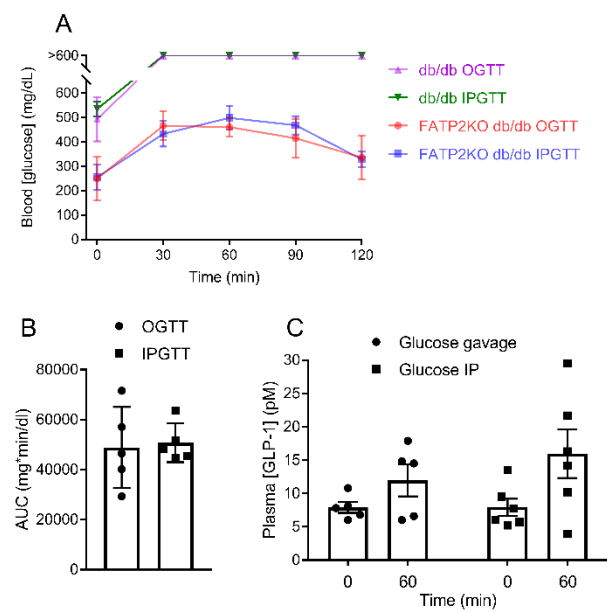 A
>600
600
500
400
300
200
100
0
Blood [glucose] (mg/dL)
0 30 60 90 120
Time (min)
db/db OGTT
db/db IPGTT
FATP2KO db/db OGTT
FATP2KO db/db IPGTT
B
OGTT
IPGTT
80000
60000
40000
20000
0
AUC (mg*min/dl)
C
Glucose gavage
Glucose IP
30
25
20
15
10
5
0
Plasma [GLP-1] (pM)
0 60 0 60
Time (min)